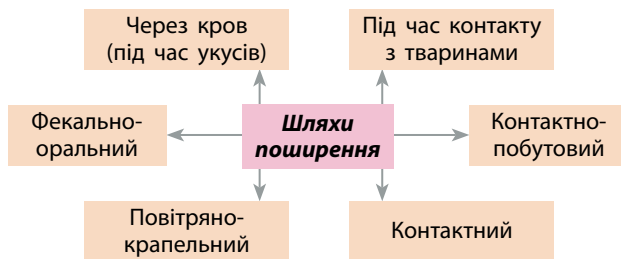 Через кров
(під час укусів)
Під час контакту
з тваринами
Фекально-
оральний
Шляхи
поширення
Контактно-
побутовий
Повітряно-
крапельний
Контактний